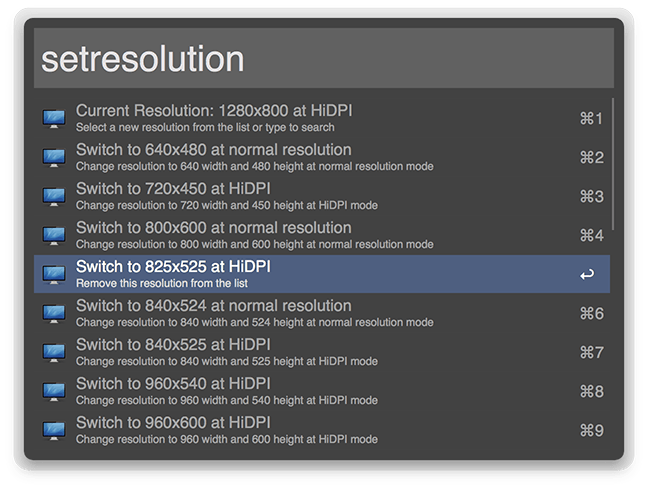 setresolution
Current Resolution: 1280x800 at HiDPI ⌘1
Select a new resolution from the list or type to search
Switch to 640x480 at normal resolution ⌘2
Change resolution to 640 width and 480 height at normal resolution mode
Switch to 720x450 at HiDPI ⌘3
Change resolution to 720 width and 450 height at HiDPI mode
Switch to 800x600 at normal resolution ⌘4
Change resolution to 800 width and 600 height at normal resolution mode
Switch to 825x525 at HiDPI ↩
Remove this resolution from the list
Switch to 840x524 at normal resolution ⌘6
Change resolution to 840 width and 524 height at normal resolution mode
Switch to 840x525 at HiDPI ⌘7
Change resolution to 840 width and 525 height at HiDPI mode
Switch to 960x540 at HiDPI ⌘8
Change resolution to 960 width and 540 height at HiDPI mode
Switch to 960x600 at HiDPI ⌘9
Change resolution to 960 width and 600 height at HiDPI mode